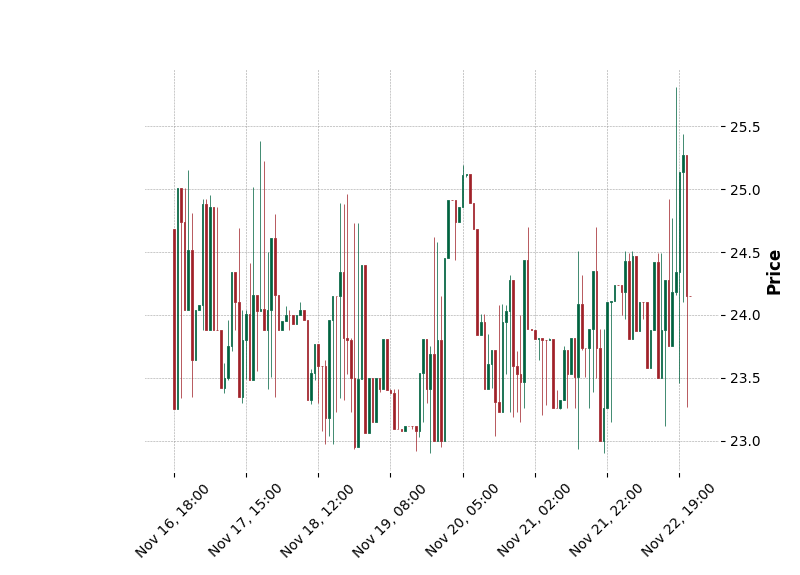 25.5
25.0
24.5
24.0
23.5
23.0
Price
Nov 16, 18:00
Nov 17, 15:00
Nov 18, 12:00
Nov 19, 08:00
Nov 20, 05:00
Nov 21, 02:00
Nov 21, 22:00
Nov 22, 19:00